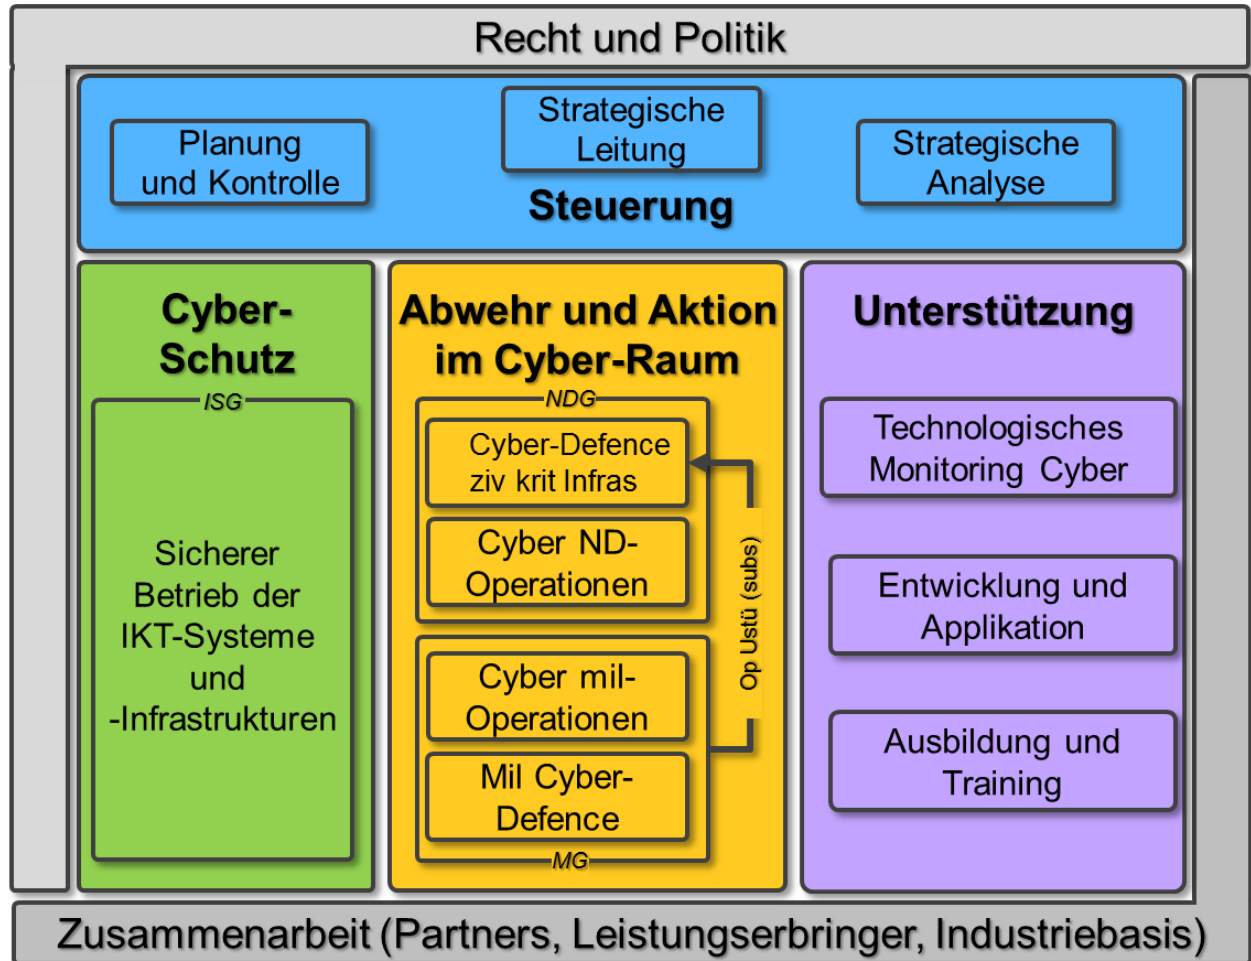 Recht und Politik
Planung
und Kontrolle
Strategische
Leitung
Strategische
Analyse
Steuerung
Cyber-
Schutz
ISG
Sicherer
Betrieb der
IKT-Systeme
und
-Infrastrukturen
Abwehr und Aktion
im Cyber-Raum
NDG
Cyber-Defence
ziv krit Infras
Cyber ND-
Operationen
Cyber mil-
Operationen
Mil Cyber-
Defence
MG
Op Ustü (subs)
Unterstützung
Technologisches
Monitoring Cyber
Entwicklung und
Applikation
Ausbildung und
Training
Zusammenarbeit (Partners, Leistungserbringer, Industriebasis)